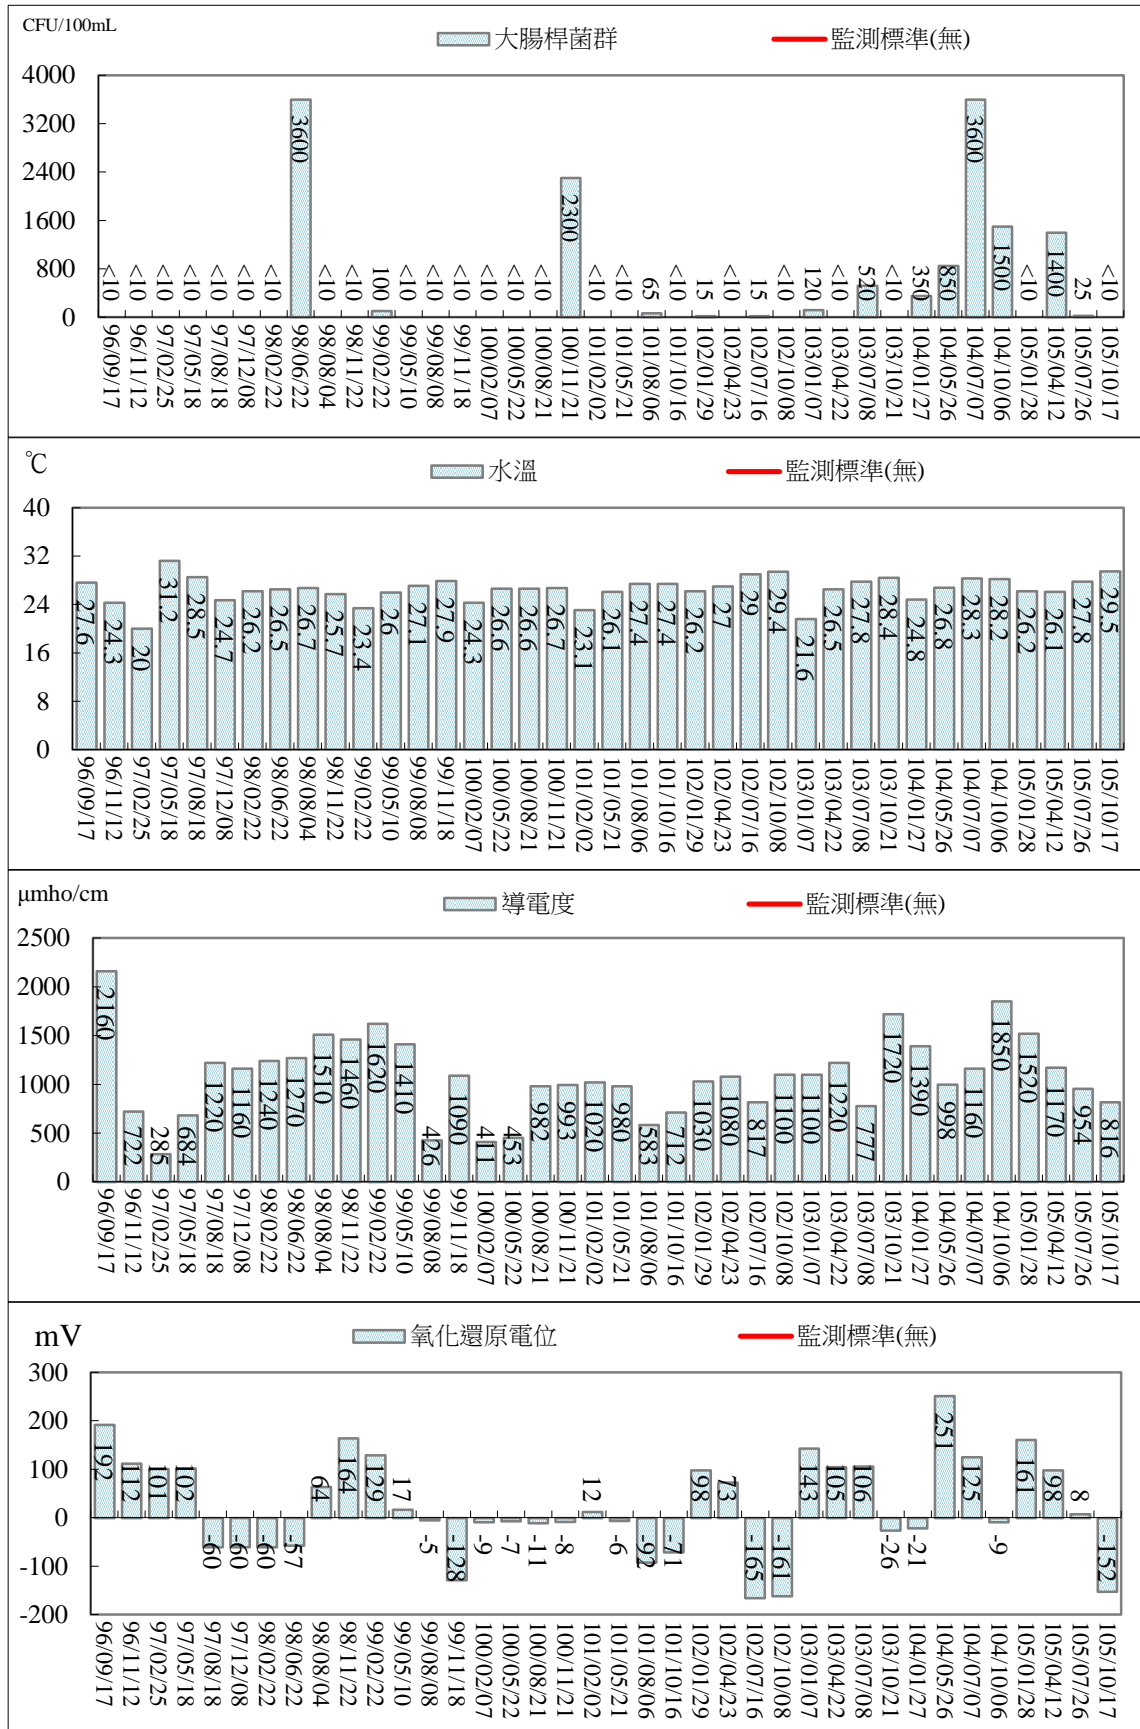 CFU/100mL
大腸桿菌群 監測標準(無)
4000
3200
2400
1600
800
0
<10 <10 <10 <10 <10 <10 <10 3600 <10 <10 100 <10 <10 <10 <10 <10 <10 2300 <10 <10 65 <10 15 <10 15 <10 120 <10 520 <10 350 850 3600 1500 <10 1400 25 <10
96/09/17 96/11/12 97/02/25 97/05/18 97/08/18 97/12/08 98/02/22 98/06/22 98/08/04 98/11/22 99/02/22 99/05/10 99/08/08 99/11/18 100/02/07 100/05/22 100/08/21 100/11/21 101/02/02 101/05/21 101/08/06 101/10/16 102/01/29 102/04/23 102/07/16 102/10/08 103/01/07 103/04/22 103/07/08 103/10/21 104/01/27 104/05/26 104/07/07 104/10/06 105/01/28 105/04/12 105/07/26 105/10/17
℃
水溫 監測標準(無)
40
32
24
16
8
0
27.6 24.3 20 31.2 28.5 24.7 26.2 26.5 26.7 25.7 23.4 26 27.1 27.9 24.3 26.6 26.6 26.7 23.1 26.1 27.4 27.4 26.2 27 29 29.4 21.6 26.5 27.8 28.4 24.8 26.8 28.3 28.2 26.2 26.1 27.8 29.5
96/09/17 96/11/12 97/02/25 97/05/18 97/08/18 97/12/08 98/02/22 98/06/22 98/08/04 98/11/22 99/02/22 99/05/10 99/08/08 99/11/18 100/02/07 100/05/22 100/08/21 100/11/21 101/02/02 101/05/21 101/08/06 101/10/16 102/01/29 102/04/23 102/07/16 102/10/08 103/01/07 103/04/22 103/07/08 103/10/21 104/01/27 104/05/26 104/07/07 104/10/06 105/01/28 105/04/12 105/07/26 105/10/17
μmho/cm
導電度 監測標準(無)
2500
2000
1500
1000
500
0
2160 722 285 684 1220 1160 1240 1270 1510 1460 1620 1410 426 1090 411 453 982 993 1020 980 583 712 1030 1080 817 1100 1100 1220 777 1720 1390 998 1160 1850 1520 1170 954 816
96/09/17 96/11/12 97/02/25 97/05/18 97/08/18 97/12/08 98/02/22 98/06/22 98/08/04 98/11/22 99/02/22 99/05/10 99/08/08 99/11/18 100/02/07 100/05/22 100/08/21 100/11/21 101/02/02 101/05/21 101/08/06 101/10/16 102/01/29 102/04/23 102/07/16 102/10/08 103/01/07 103/04/22 103/07/08 103/10/21 104/01/27 104/05/26 104/07/07 104/10/06 105/01/28 105/04/12 105/07/26 105/10/17
mV
氧化還原電位 監測標準(無)
300
200
100
0
-100
-200
192 112 101 102 -60 -60 -60 -57 64 164 129 17 -5 -128 -9 -7 -11 -8 12 -6 -92 -71 98 73 -165 -161 143 105 106 -26 -21 251 125 -9 161 98 8 -152
96/09/17 96/11/12 97/02/25 97/05/18 97/08/18 97/12/08 98/02/22 98/06/22 98/08/04 98/11/22 99/02/22 99/05/10 99/08/08 99/11/18 100/02/07 100/05/22 100/08/21 100/11/21 101/02/02 101/05/21 101/08/06 101/10/16 102/01/29 102/04/23 102/07/16 102/10/08 103/01/07 103/04/22 103/07/08 103/10/21 104/01/27 104/05/26 104/07/07 104/10/06 105/01/28 105/04/12 105/07/26 105/10/17